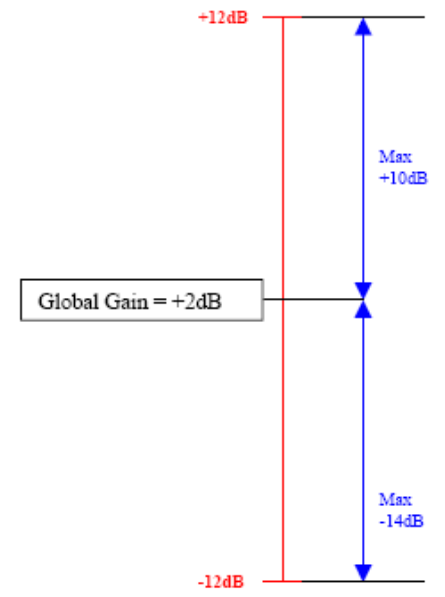 +12dB
Max
+10dB
Global Gain = +2dB
Max
-14dB
-12dB